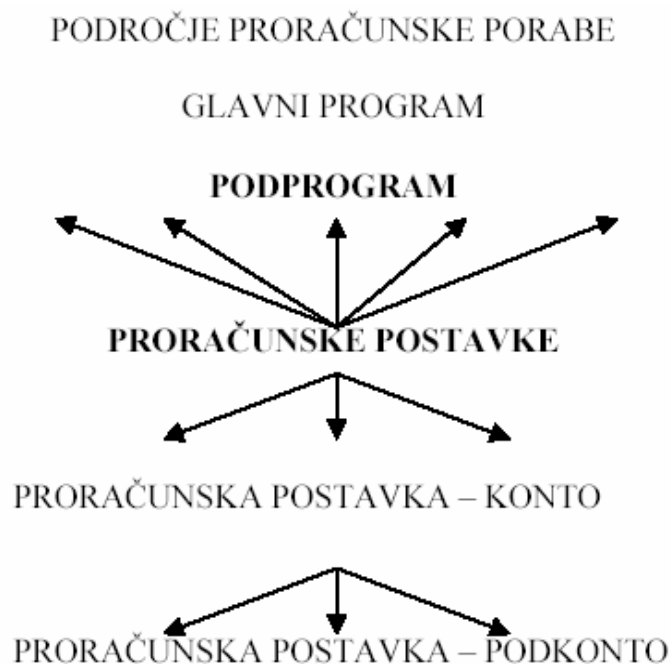 PODROČJE PRORAČUNSKE PORABE
GLAVNI PROGRAM
PODPROGRAM
PRORAČUNSKE POSTAVKE
PRORAČUNSKA POSTAVKA – KONTO
PRORAČUNSKA POSTAVKA – PODKONTO